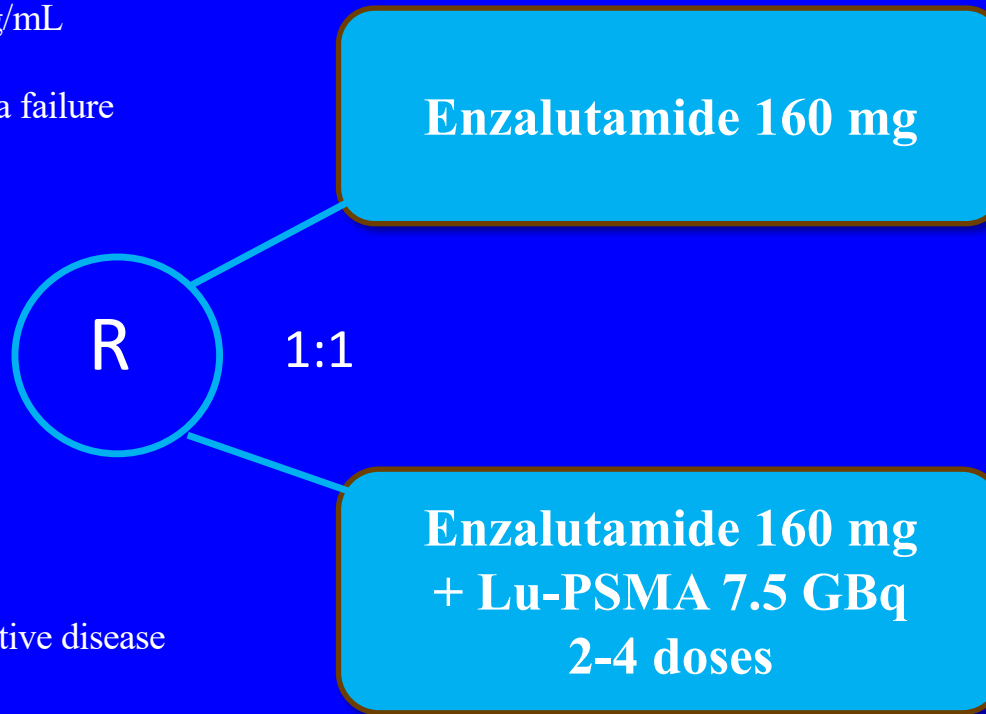 g/mL
a failure
Enzalutamide 160 mg
R
1:1
Enzalutamide 160 mg
+ Lu-PSMA 7.5 GBq
2-4 doses
tive disease